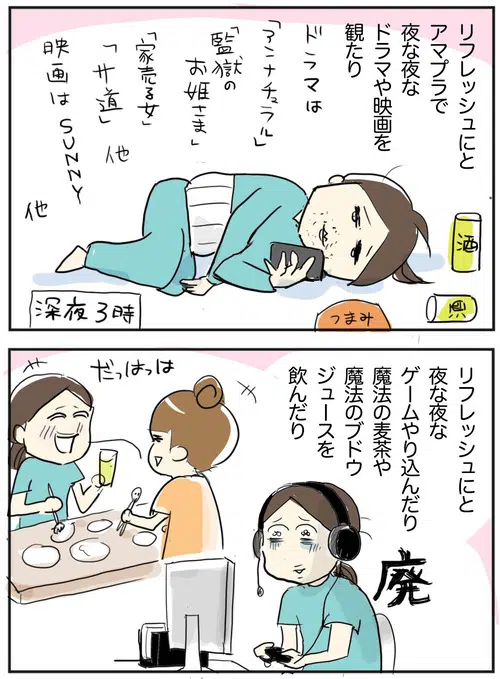 リフレッシュにと
アマプラで
夜な夜な
ドラマや映画を
観たり
ドラマは
「アンナチュラル」
「監獄の
お姫さま」
「家売る女」
「サ道」
他
映画は SUNNY
他
酒
つまみ
深夜3時
リフレッシュにと
夜な夜な
ゲームやり込んだり
魔法の麦茶や
魔法のブドウ
ジュースを
飲んだり
だっはっは
廃